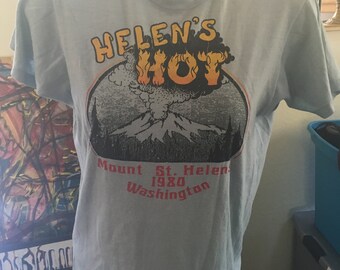 HELEN'S
HOT
Mount St. Helens
1980
Washington